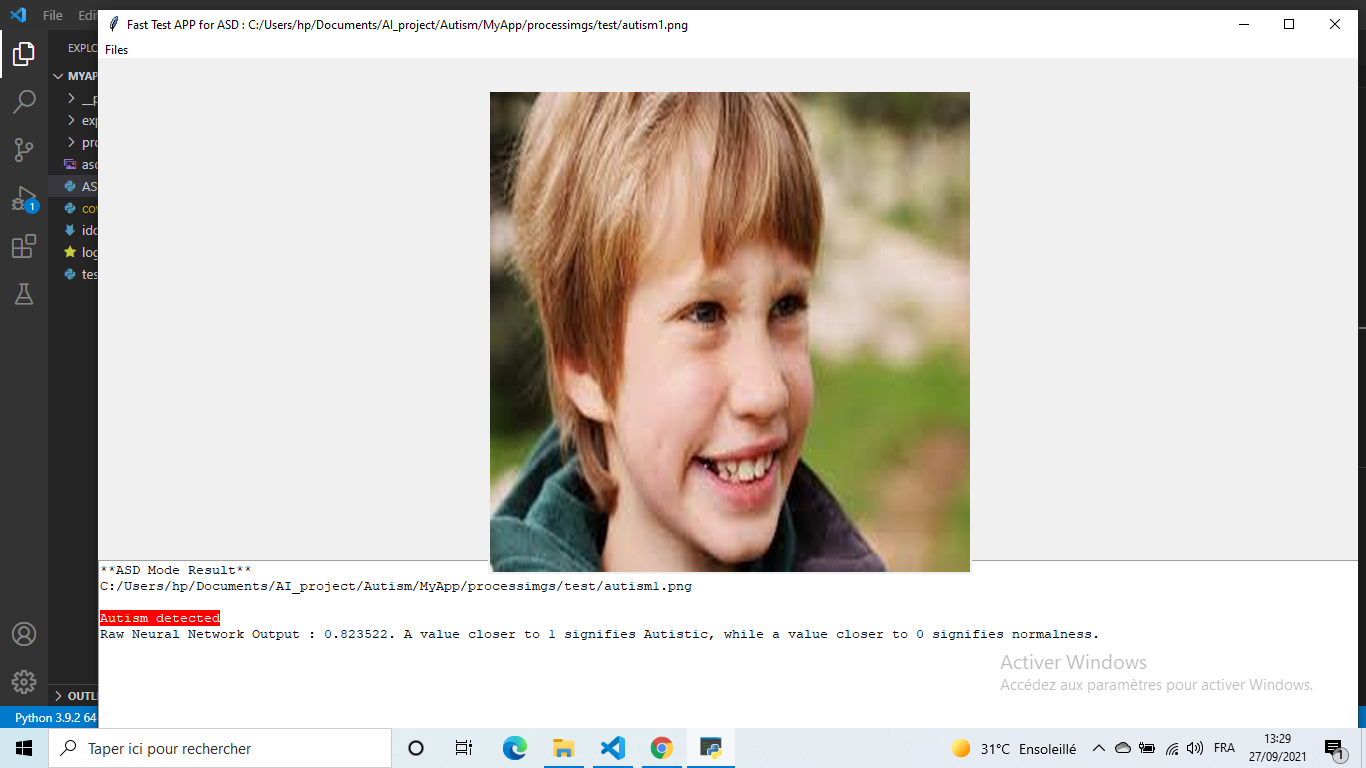 File Edi
Fast Test APP for ASD : C:/Users/hp/Documents/AI_project/Autism/MyApp/processimgs/test/autism1.png
Files
EXPLO
MYAP
__p
exp
pro
asd
AS
cov
ido
log
tes
**ASD Mode Result**
C:/Users/hp/Documents/AI_project/Autism/MyApp/processimgs/test/autism1.png
Autism detected
Raw Neural Network Output : 0.823522. A value closer to 1 signifies Autistic, while a value closer to 0 signifies normalness.
Activer Windows
Accédez aux paramètres pour activer Windows.
OUTLI
Python 3.9.2 64
Taper ici pour rechercher
31°C Ensoleillé
FRA
13:29
27/09/2021
1
1